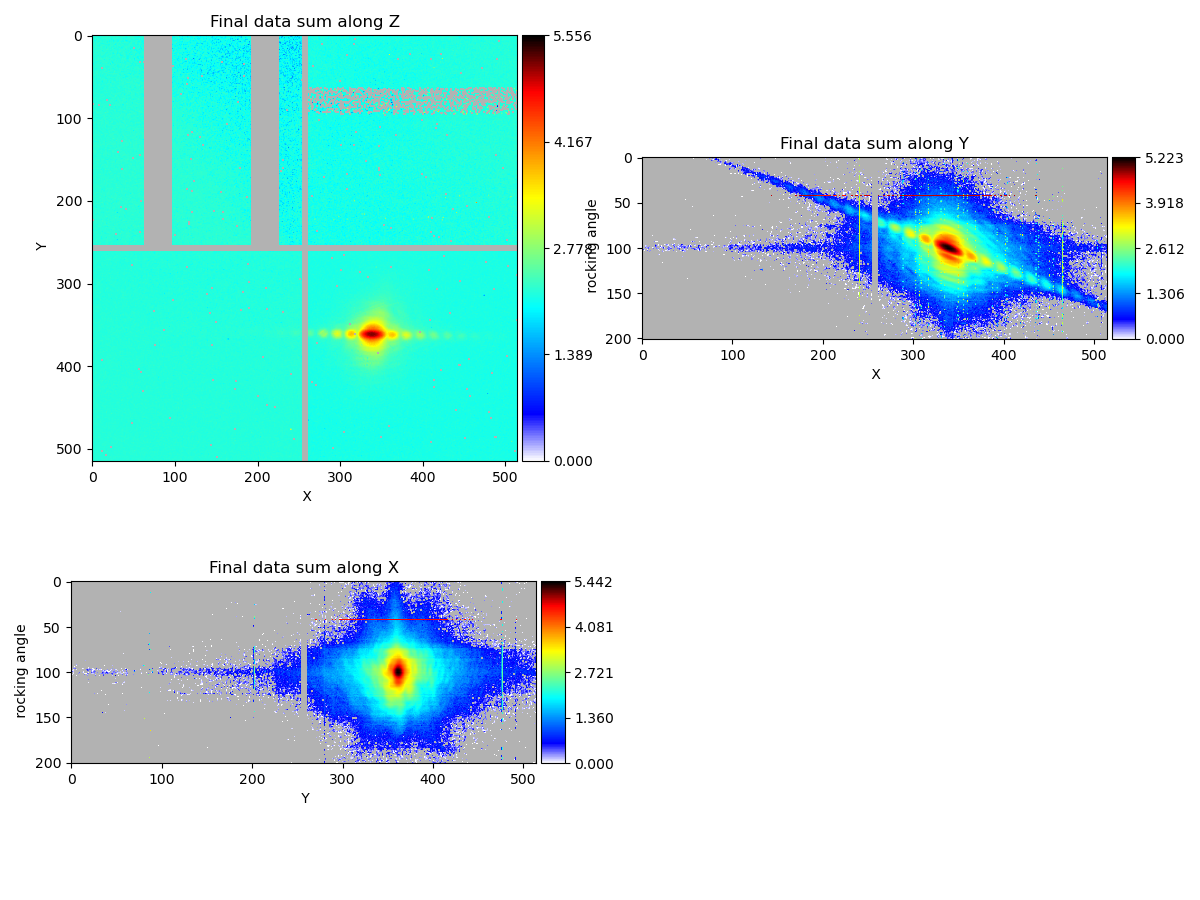 Final data sum along Z
0
100
200
300
400
500
Y
0 100 200 300 400 500
X
5.556
4.167
2.778
1.389
0.000
Final data sum along Y
0
50
100
150
200
rocking angle
0 100 200 300 400 500
X
5.223
3.918
2.612
1.306
0.000
Final data sum along X
0
50
100
150
200
rocking angle
0 100 200 300 400 500
Y
5.442
4.081
2.721
1.360
0.000